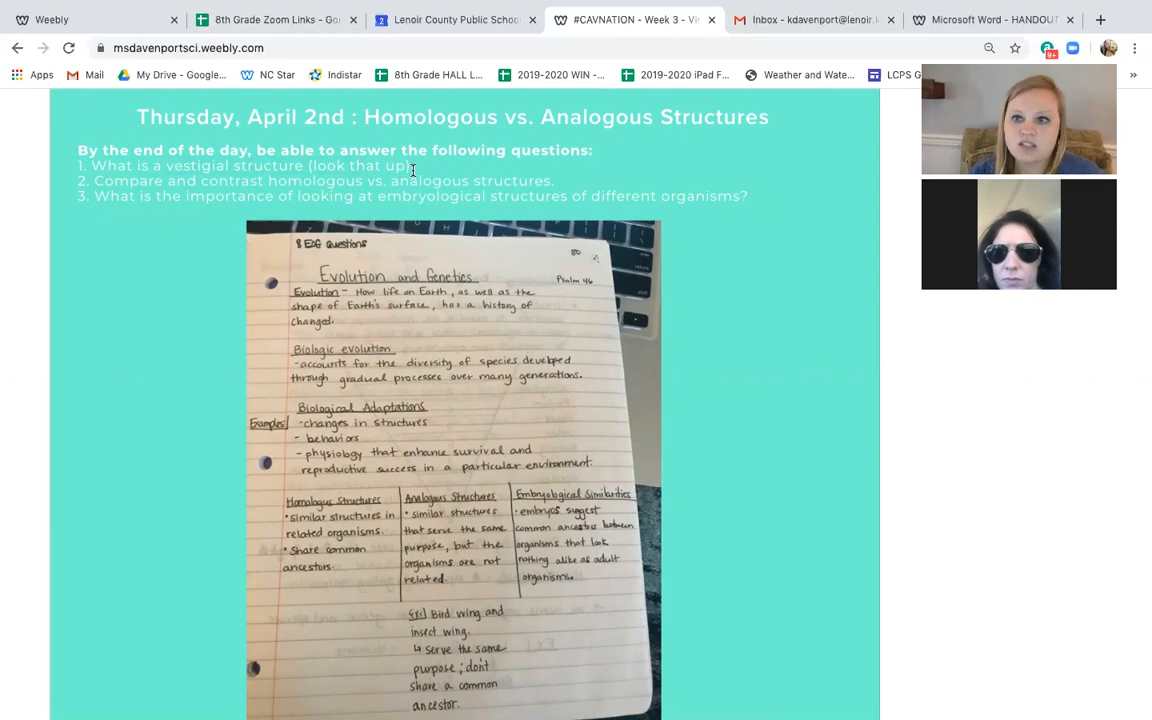 Weebly
8th Grade Zoom Links - Go
Lenoir County Public Schoo
#CAVNATION - Week 3 - Vir
Inbox - kdavenport@lenoir.k
Microsoft Word - HANDOUT
msdavenportsci.weebly.com
Apps
Mail
My Drive - Google...
NC Star
Indistar
8th Grade HALL L...
2019-2020 WIN -...
2019-2020 iPad F...
Weather and Wate...
LCPS G
Thursday, April 2nd : Homologous vs. Analogous Structures
By the end of the day, be able to answer the following questions:
1. What is a vestigial structure (look that up)
2. Compare and contrast homologous vs. analogous structures.
3. What is the importance of looking at embryological structures of different organisms?
8 EOG Questions
80
Evolution and Genetics
Psalm 46
Evolution - How life on Earth, as well as the
shape of Earth's surface, has a history of
changed.
Biologic evolution
-accounts for the diversity of species developed
through gradual processes over many generations.
Biological Adaptations
Examples
-changes in structures
- behaviors
- physiology that enhance survival and
reproductive success in a particular environment.
Homologus Structures
•similar structures in
related organisms.
•Share common
ancestors.
Analogous Structures
• similar structures
that serve the same
purpose, but the
organisms are not
related.
Ex: Bird wing and
insect wing.
↳ serve the same
purpose; don't
share a common
ancestor.
Embryological Similarities
• embryos suggest
common ancestors between
organisms that look
nothing alike as adult
organisms.